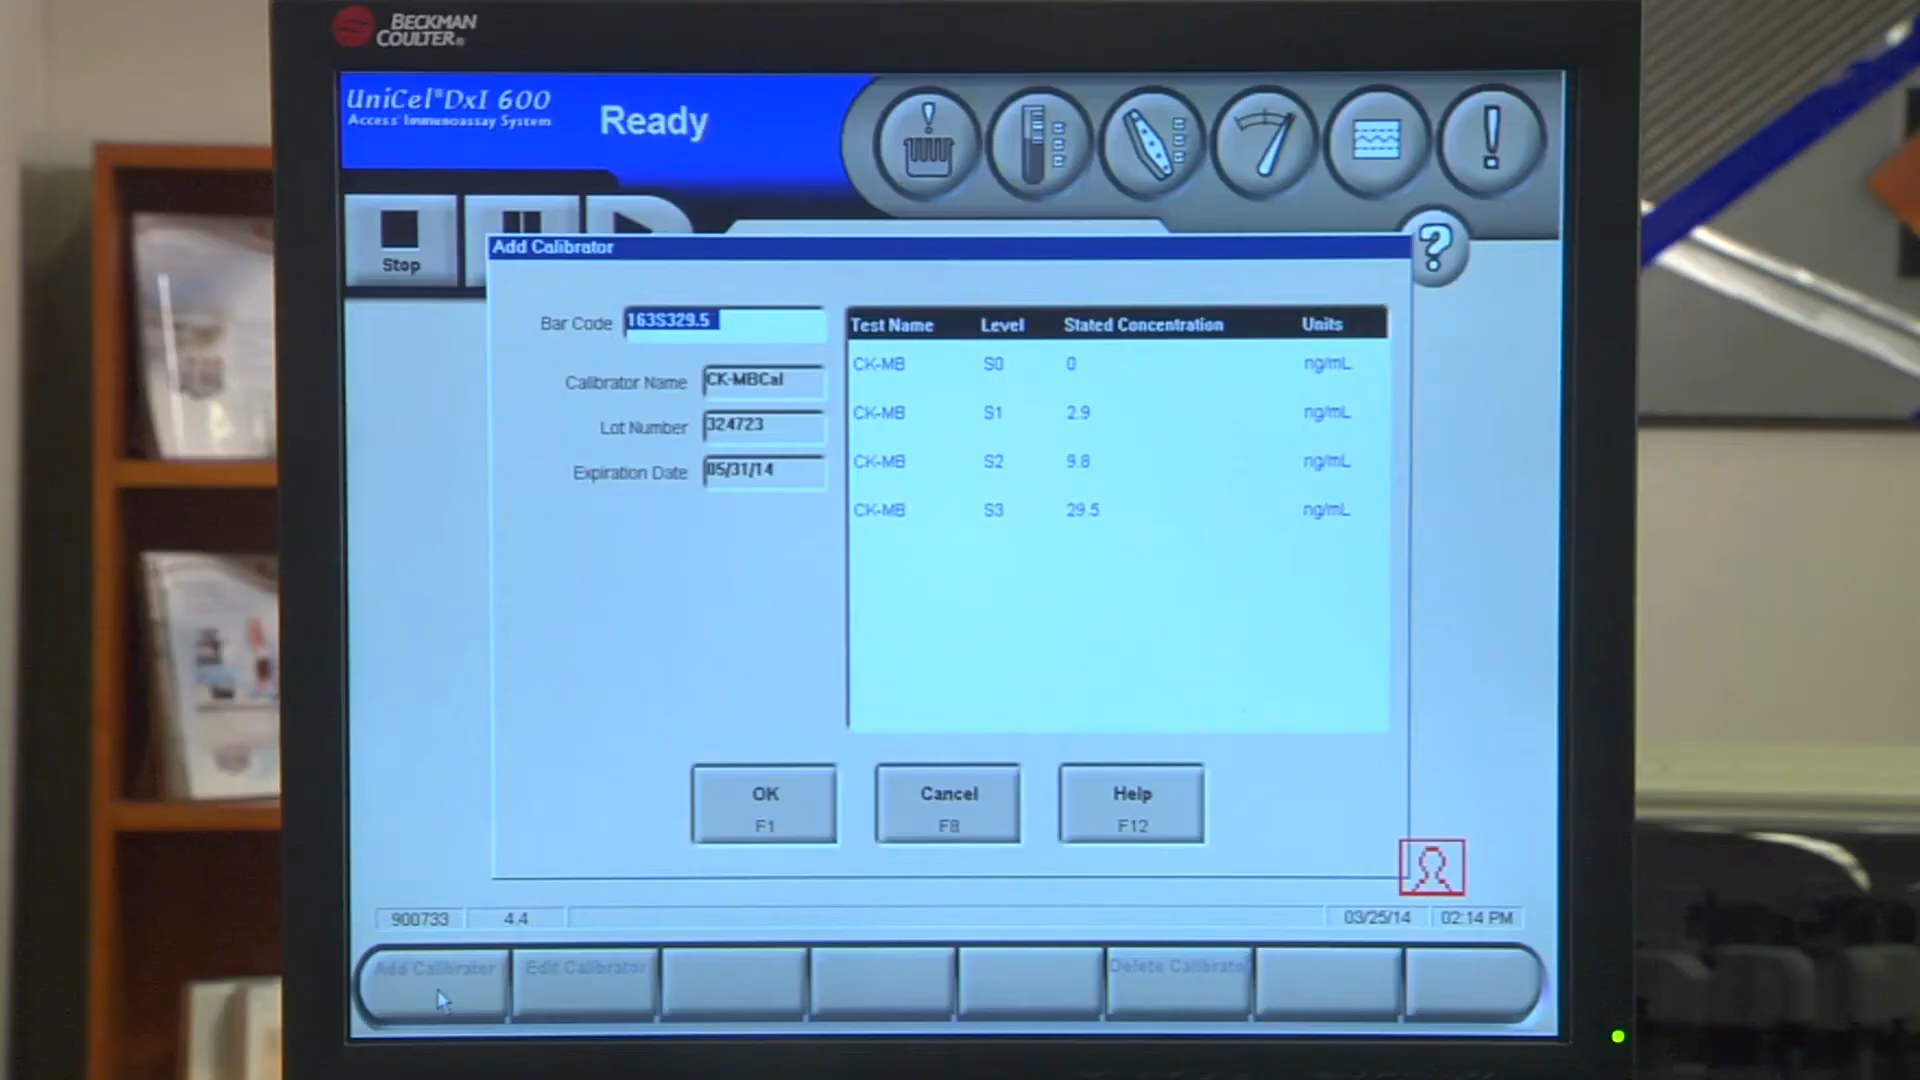 BECKMAN
COULTER®
UniCel® DxI 600
Access® Immunoassay System
Ready
Stop
Add Calibrator
Bar Code 163S329.5
Calibrator Name CK-MBCal
Lot Number 324723
Expiration Date 05/31/14
Test Name Level Stated Concentration Units
CK-MB S0 0 ng/mL
CK-MB S1 2.9 ng/mL
CK-MB S2 9.8 ng/mL
CK-MB S3 29.5 ng/mL
OK Cancel Help
F1 F8 F12
900733 4.4 03/25/14 02:14 PM
Add Calibrator Edit Calibrator Delete Calibrator